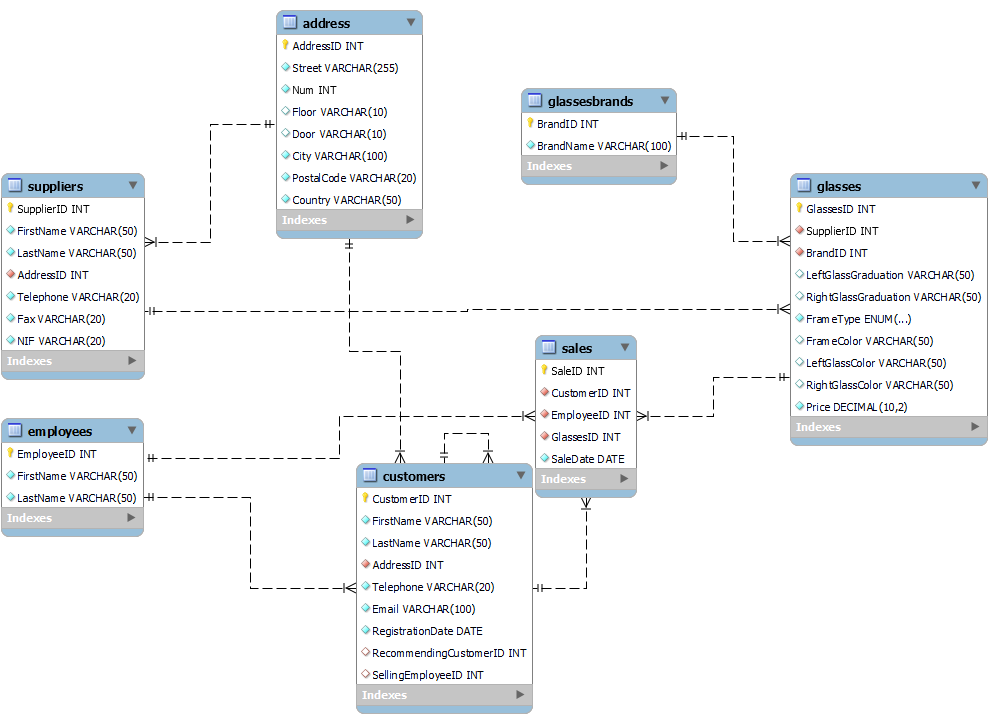 address
AddressID INT
Street VARCHAR(255)
Num INT
Floor VARCHAR(10)
Door VARCHAR(10)
City VARCHAR(100)
PostalCode VARCHAR(20)
Country VARCHAR(50)
Indexes
glassesbrands
BrandID INT
BrandName VARCHAR(100)
Indexes
suppliers
SupplierID INT
FirstName VARCHAR(50)
LastName VARCHAR(50)
AddressID INT
Telephone VARCHAR(20)
Fax VARCHAR(20)
NIF VARCHAR(20)
Indexes
glasses
GlassesID INT
SupplierID INT
BrandID INT
LeftGlassGraduation VARCHAR(50)
RightGlassGraduation VARCHAR(50)
FrameType ENUM(...)
FrameColor VARCHAR(50)
LeftGlassColor VARCHAR(50)
RightGlassColor VARCHAR(50)
Price DECIMAL(10,2)
Indexes
sales
SaleID INT
CustomerID INT
EmployeeID INT
GlassesID INT
SaleDate DATE
Indexes
employees
EmployeeID INT
FirstName VARCHAR(50)
LastName VARCHAR(50)
Indexes
customers
CustomerID INT
FirstName VARCHAR(50)
LastName VARCHAR(50)
AddressID INT
Telephone VARCHAR(20)
Email VARCHAR(100)
RegistrationDate DATE
RecommendingCustomerID INT
SellingEmployeeID INT
Indexes